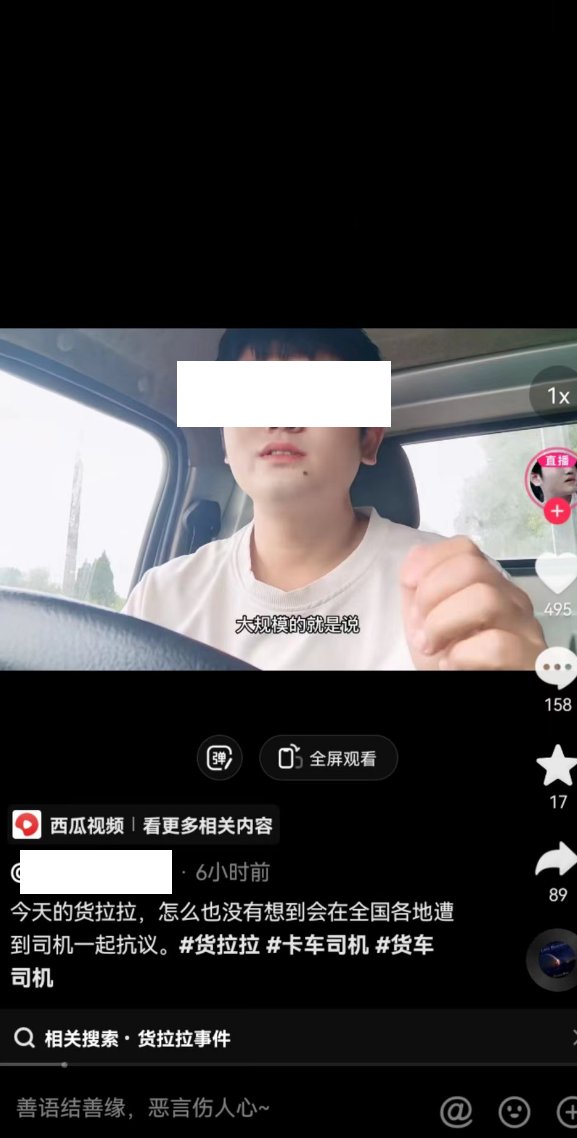 1x
直播
495
大规模的就是说
158
弹
全屏观看
17
西瓜视频 | 看更多相关内容
89
@
· 6小时前
今天的货拉拉，怎么也没有想到会在全国各地遭
到司机一起抗议。#货拉拉 #卡车司机 #货车
司机
相关搜索· 货拉拉事件
善语结善缘，恶言伤人心~
@